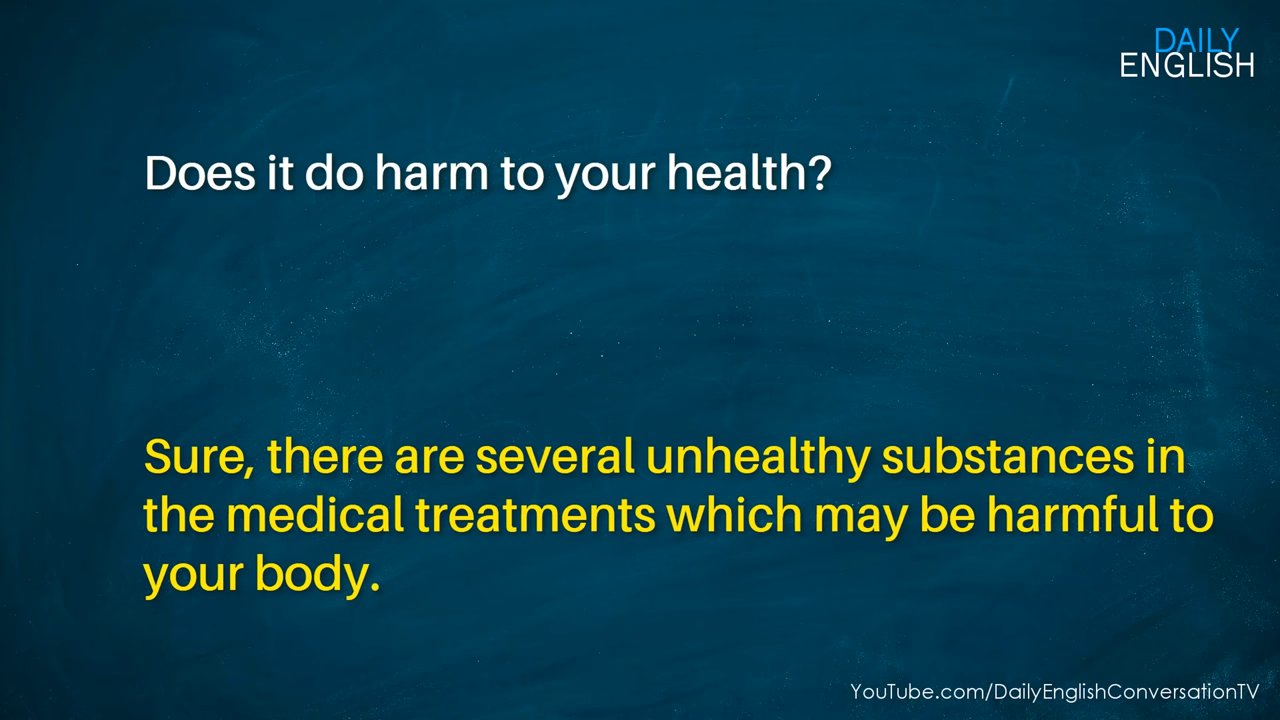 DAILY
ENGLISH
Does it do harm to your health?
Sure, there are several unhealthy substances in
the medical treatments which may be harmful to
your body.
YouTube.com/DailyEnglishConversationTV